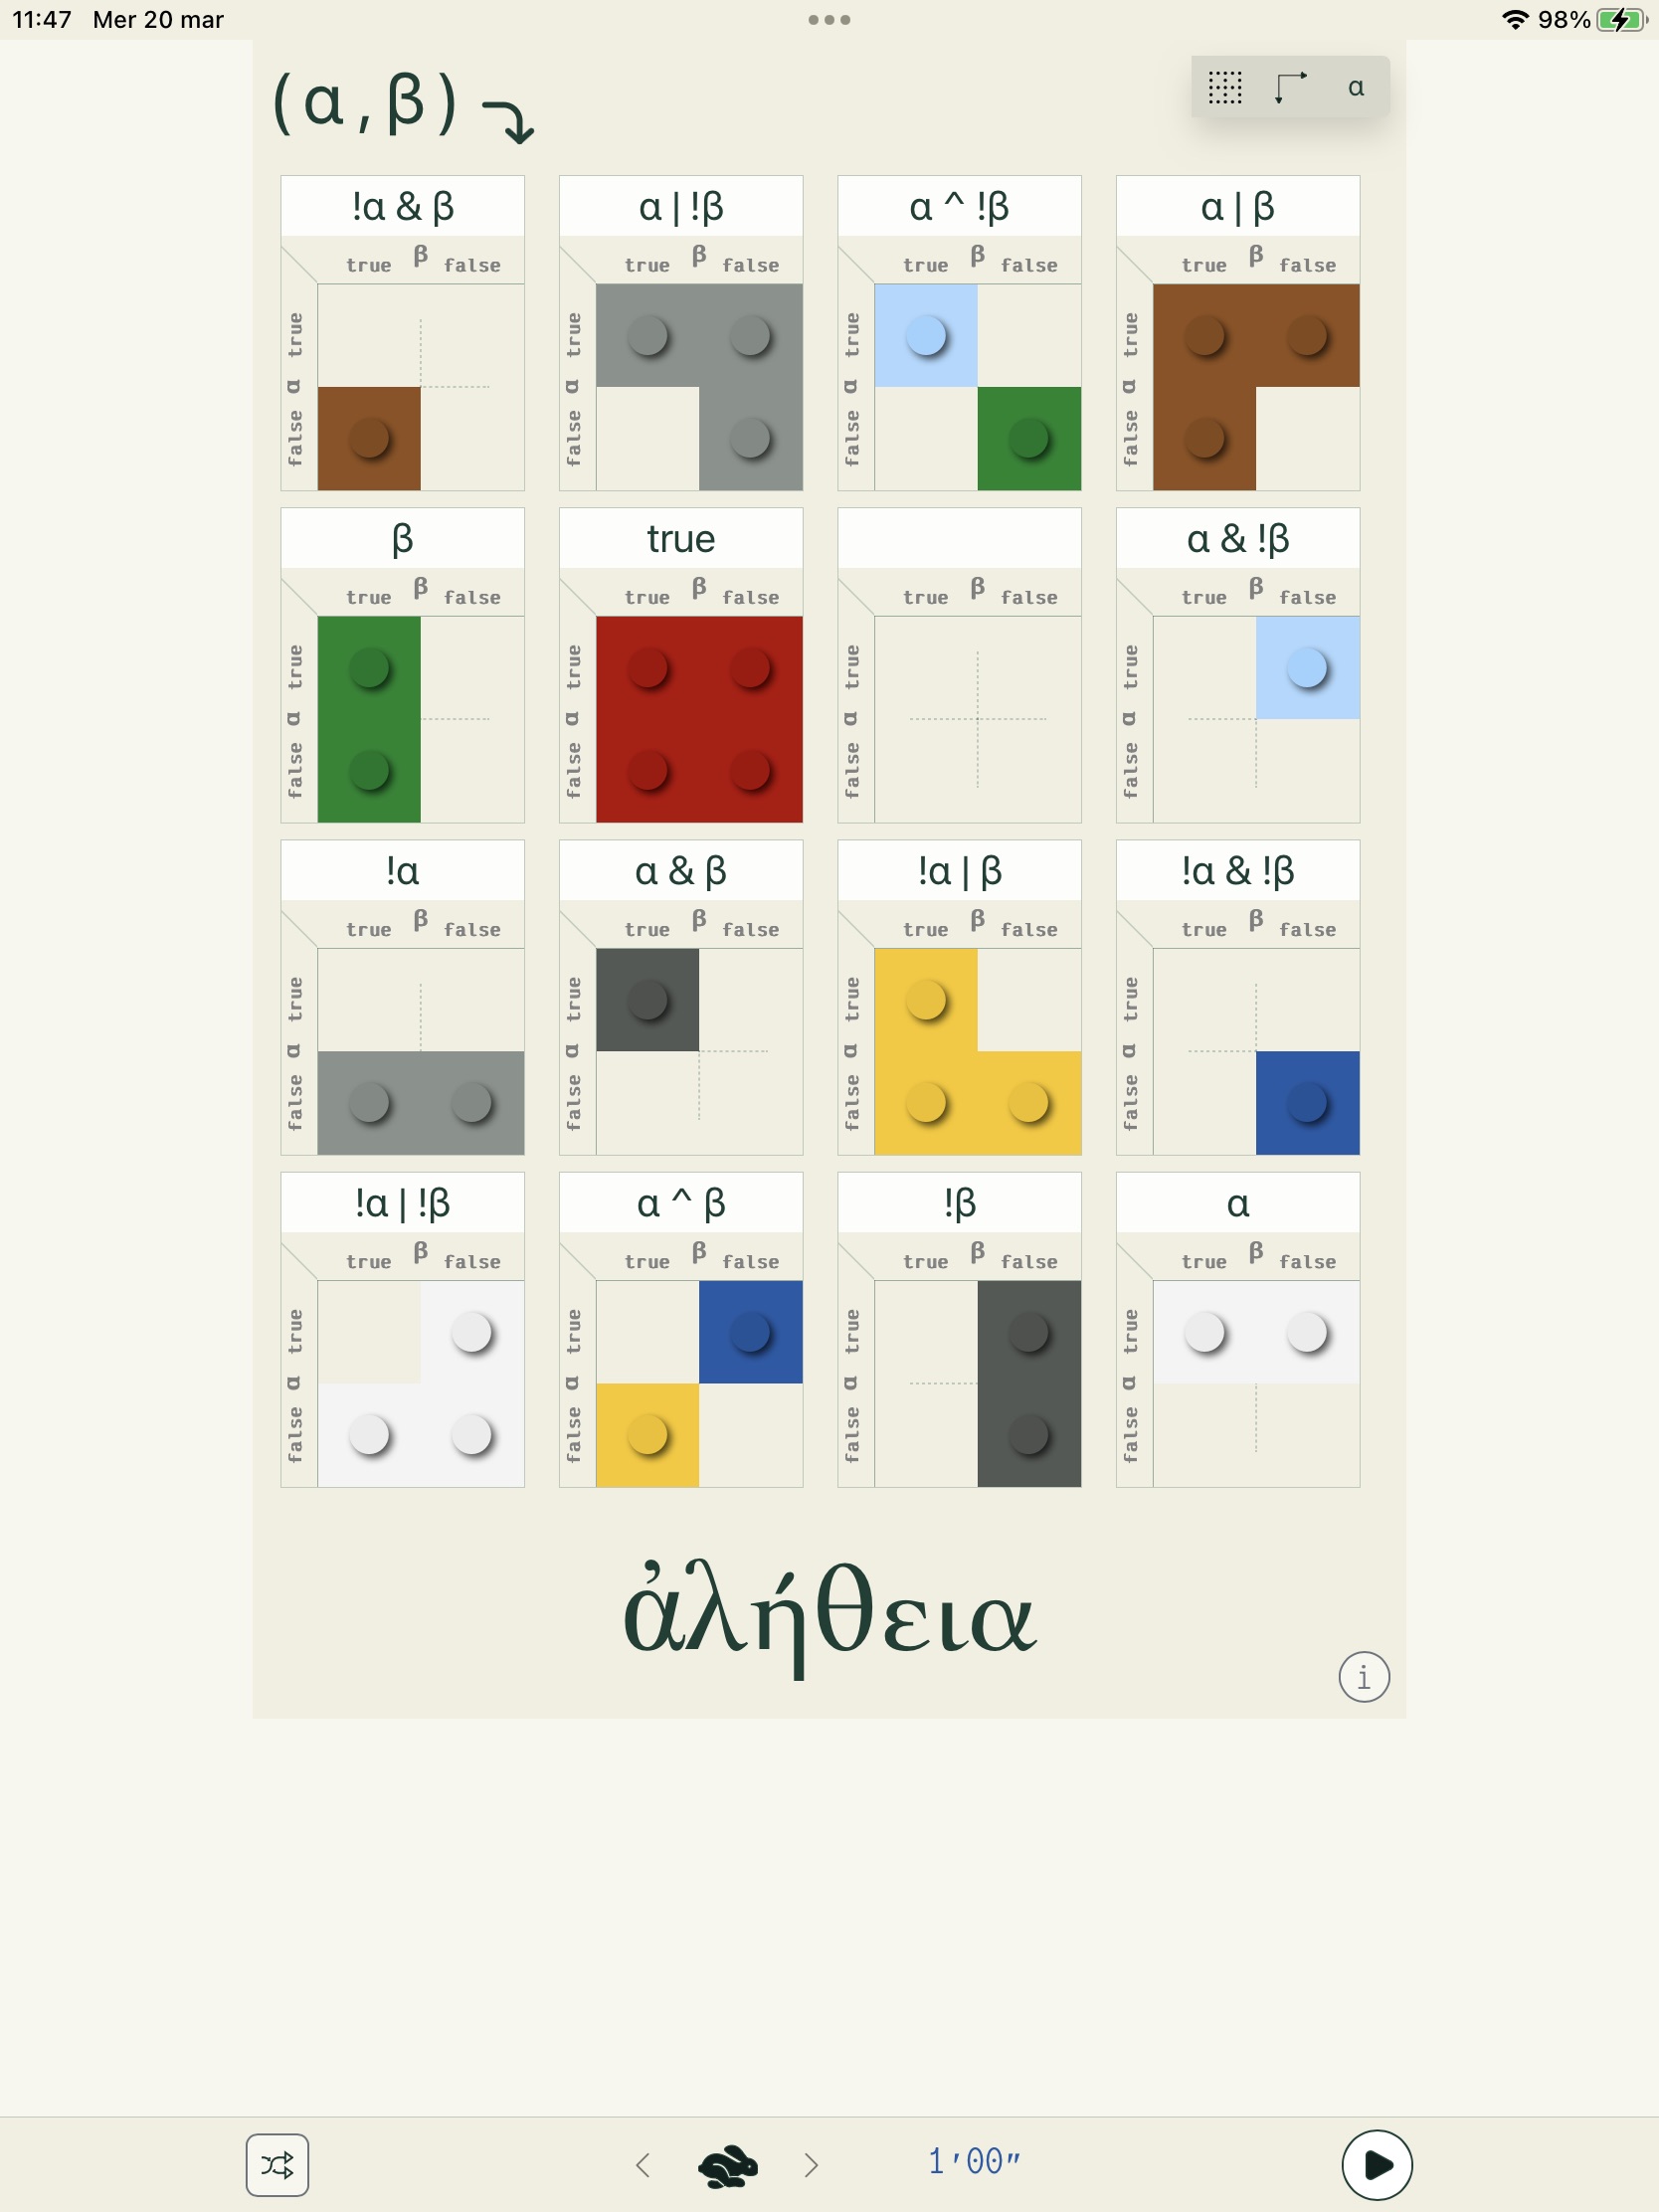 11:47 Mer 20 mar 98%
(α,β)
α
!α & β
α | !β
α ^ !β
α | β
true β false
true β false
true β false
true β false
true α false
true α false
true α false
true α false
β
true
α & !β
true β false
true β false
true β false
true β false
true α false
true α false
true α false
true α false
!α
α & β
!α | β
!α & !β
true β false
true β false
true β false
true β false
true α false
true α false
true α false
true α false
!α | !β
α ^ β
!β
α
true β false
true β false
true β false
true β false
true α false
true α false
true α false
true α false
ἀλήθεια
i
1′00″